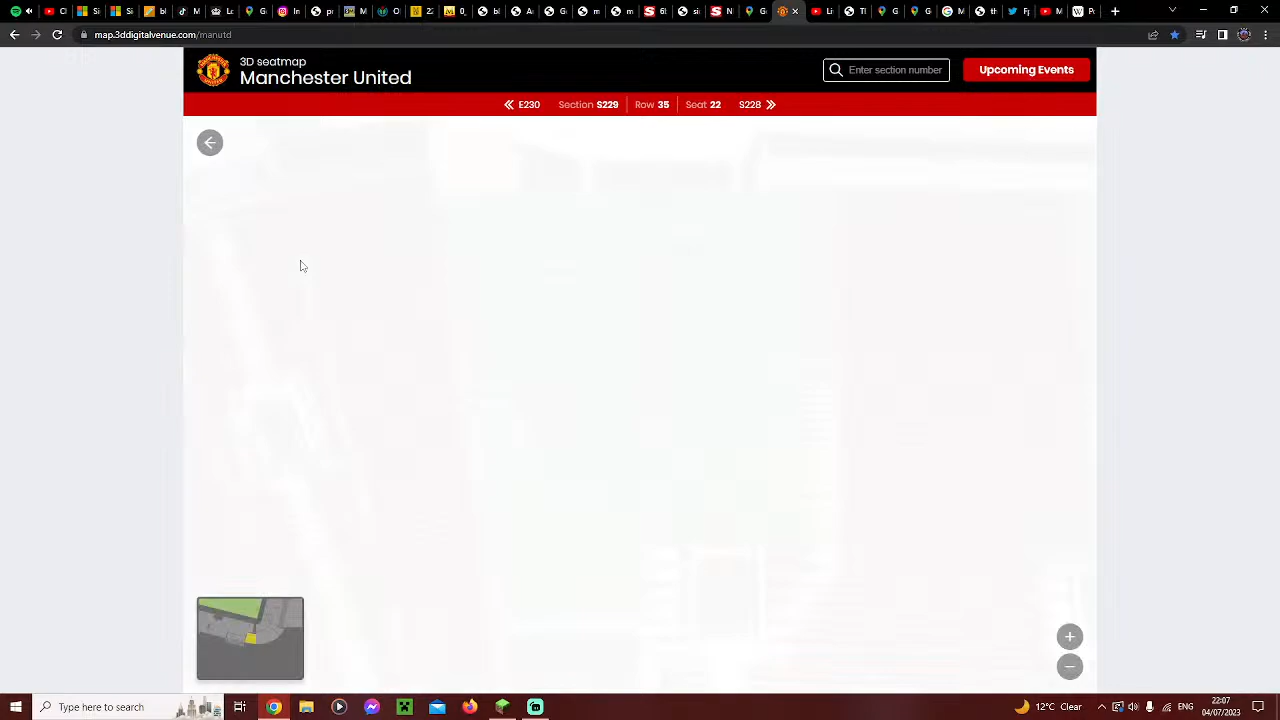 mpv.3ddigitalvenue.com/manutd
3D seatmap
Manchester United
Enter section number
Upcoming Events
E230 Section S229 Row 35 Seat 22 S228
Type here to search
12°C Clear
ENG
22:07
04/07/2023